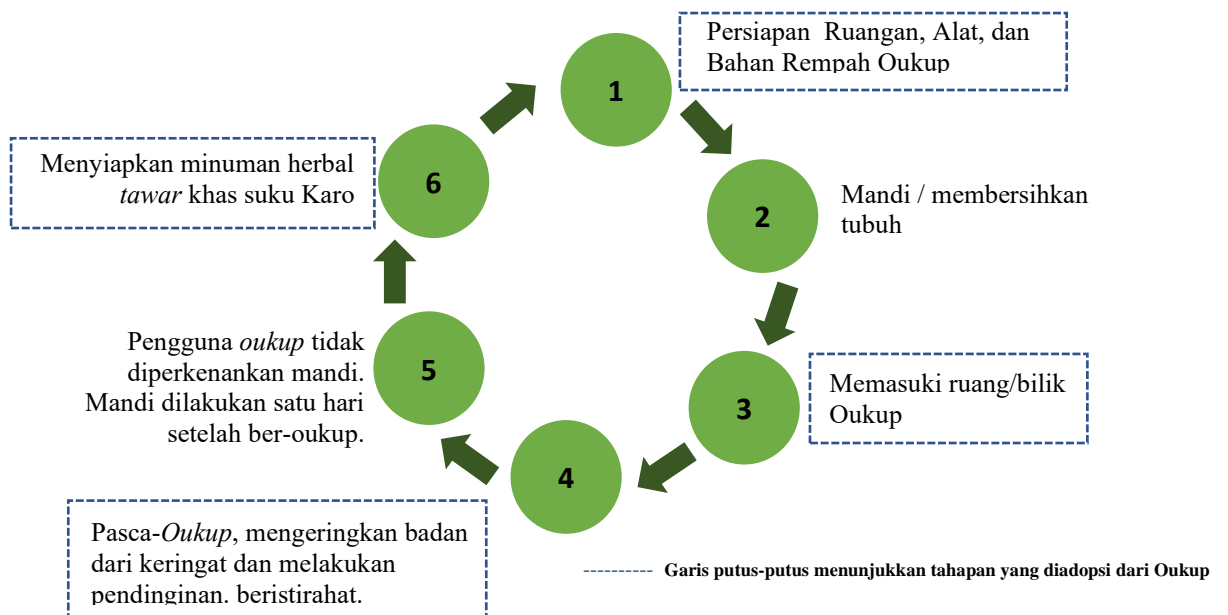 1
Persiapan Ruangan, Alat, dan
Bahan Rempah Oukup
2
Mandi / membersihkan
tubuh
3
Memasuki ruang/bilik
Oukup
4
Pasca-Oukup, mengeringkan badan
dari keringat dan melakukan
pendinginan, beristirahat.
5
Pengguna oukup tidak
diperkenankan mandi.
Mandi dilakukan satu hari
setelah ber-oukup.
6
Menyiapkan minuman herbal
tawar khas suku Karo
Garis putus-putus menunjukkan tahapan yang diadopsi dari Oukup